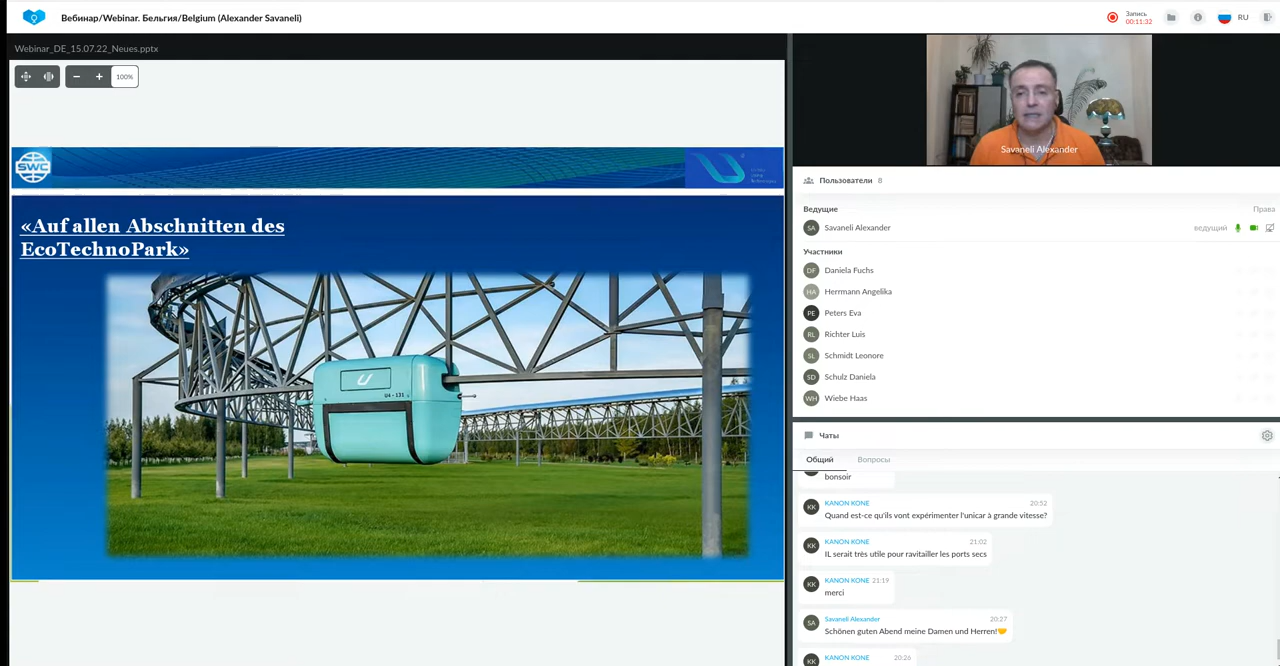 Вебинар/Webinar. Бельгия/Belgium (Alexander Savaneli)
Запись
00:11:32
RU
Webinar_DE_15.07.22_Neues.pptx
100%
SWC
«Auf allen Abschnitten des
EcoTechnoPark»
U4 - 131
Savaneli Alexander
Пользователи 8
Ведущие Права
SA Savaneli Alexander ведущий
Участники
DF Daniela Fuchs
HA Herrmann Angelika
PE Peters Eva
RL Richter Luis
SL Schmidt Leonore
SD Schulz Daniela
WH Wiebe Haas
Чаты
Общий Вопросы
bonsoir
KK KANON KONE 20:52
Quand est-ce qu'ils vont expérimenter l'unicar à grande vitesse?
KK KANON KONE 21:02
IL serait très utile pour ravitailler les ports secs
KK KANON KONE 21:19
merci
SA Savaneli Alexander 20:27
Schönen guten Abend meine Damen und Herren!🤝
KK KANON KONE 20:26